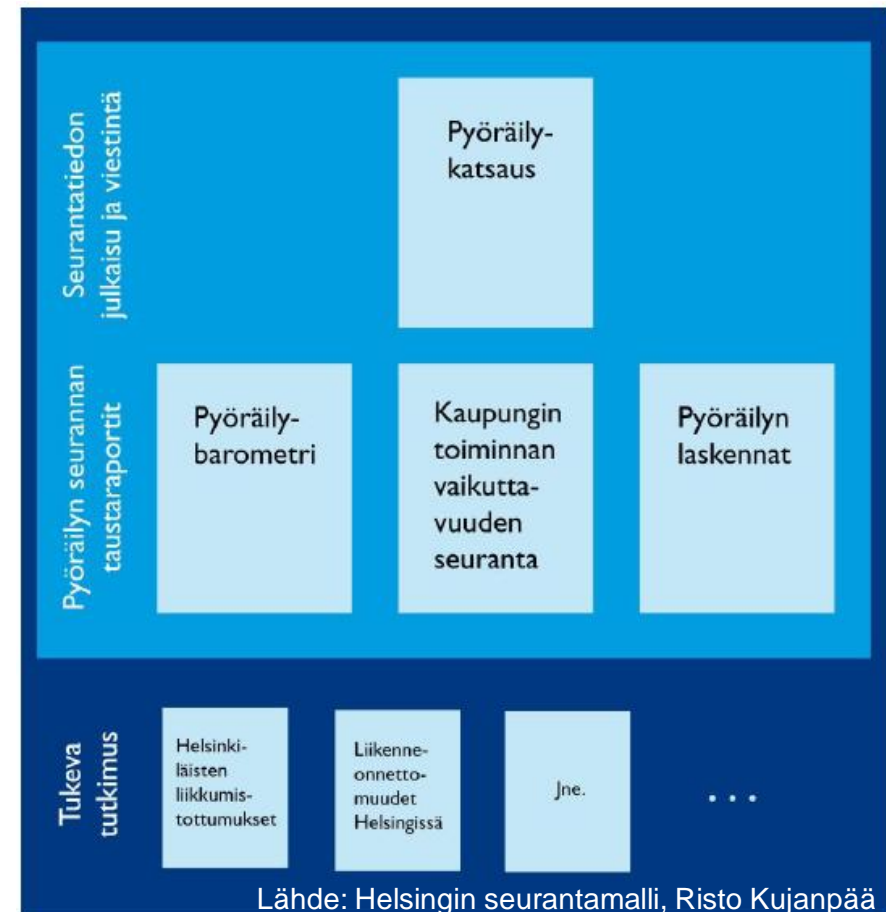 Seurantatiedon
julkaisu ja viestintä
Pyöräily-
katsaus
Pyöräilyn seurannan
taustaraportit
Pyöräily-
barometri
Kaupungin
toiminnan
vaikutta-
vuuden
seuranta
Pyöräilyn
laskennat
Tukeva
tutkimus
Helsinki-
läisten
liikkumis-
tottumukset
Liikenne-
onnetto-
muudet
Helsingissä
Jne.
...
Lähde: Helsingin seurantamalli, Risto Kujanpää